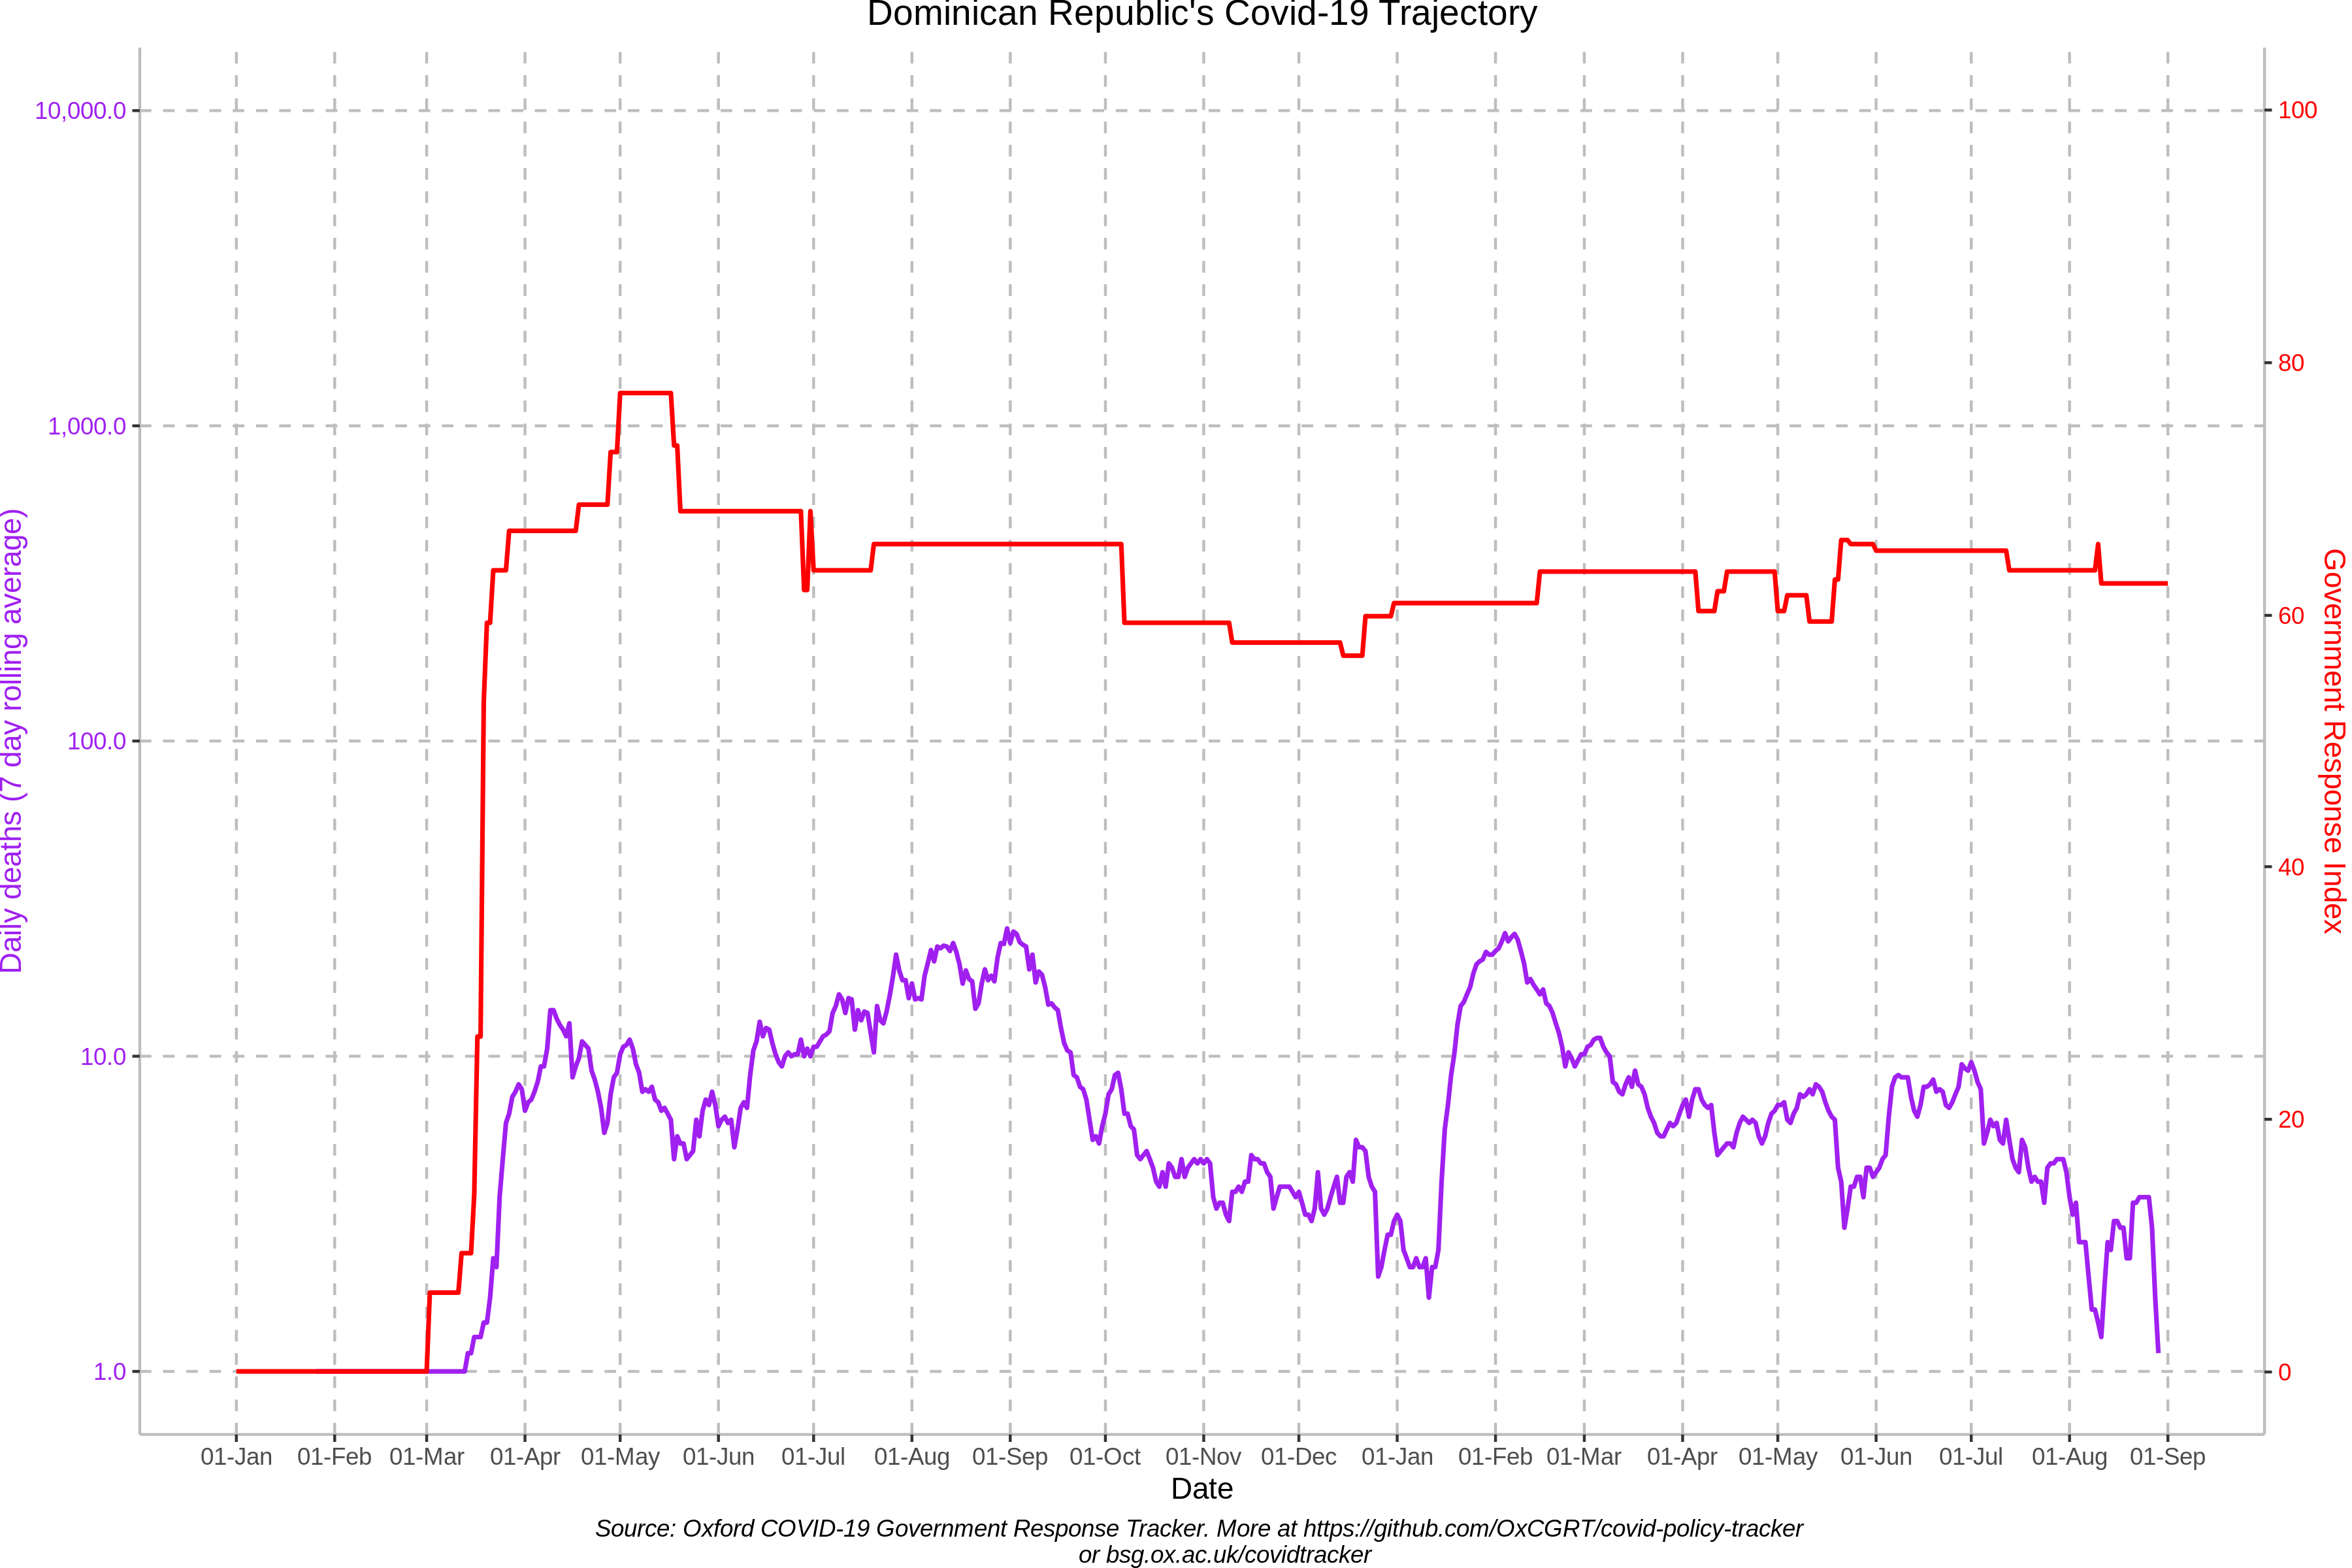 Dominican Republic's Covid-19 Trajectory
10,000.0
1,000.0
100.0
10.0
1.0
Daily deaths (7 day rolling average)
100
80
60
40
20
0
Government Response Index
01-Jan 01-Feb 01-Mar 01-Apr 01-May 01-Jun 01-Jul 01-Aug 01-Sep 01-Oct 01-Nov 01-Dec 01-Jan 01-Feb 01-Mar 01-Apr 01-May 01-Jun 01-Jul 01-Aug 01-Sep
Date
Source: Oxford COVID-19 Government Response Tracker. More at https://github.com/OxCGRT/covid-policy-tracker
or bsg.ox.ac.uk/covidtracker